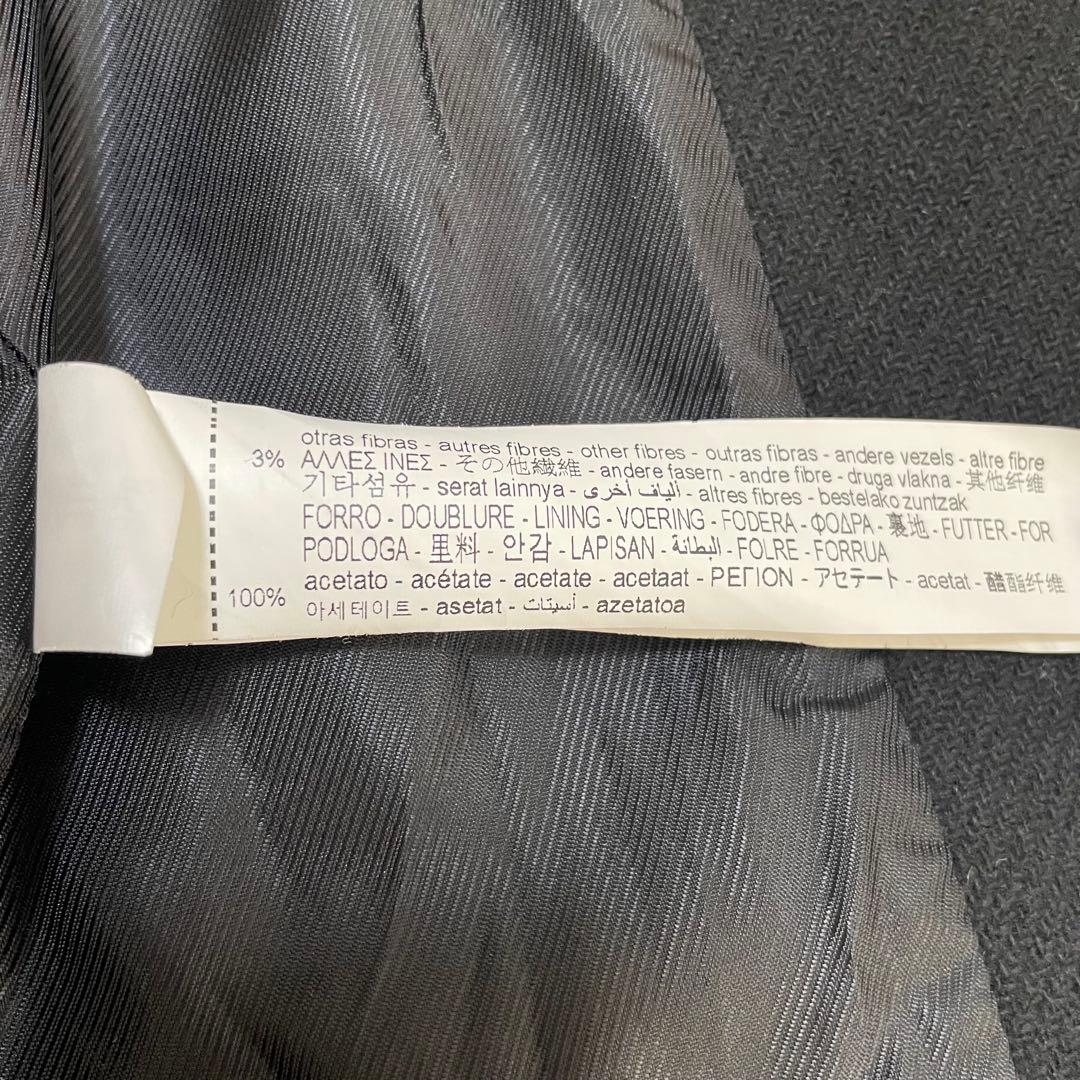 otras fibras - autres fibres - other fibres - outras fibras - andere vezels - altre fibre
3% ΑΛΛΕΣ ΙΝΕΣ - その他繊維 - andere fasern - andre fibre - druga vlakna - 其他纤维
기타섬유 - serat lainnya - ألياف أخرى - altres fibres - bestelako zuntzak
FORRO - DOUBLURE - LINING - VOERING - FODERA - ΦΟΔΡΑ - 裏地 - FUTTER - FOR
PODLOGA - 里料 - 안감 - LAPISAN - البطانة - FOLRE - FORRUA
100% acetato - acétate - acetate - acetaat - ΡΕΓΙΟΝ - アセテート - acetat - 醋酯纤维
아세테이트 - asetat - أسيتات - azetatoa